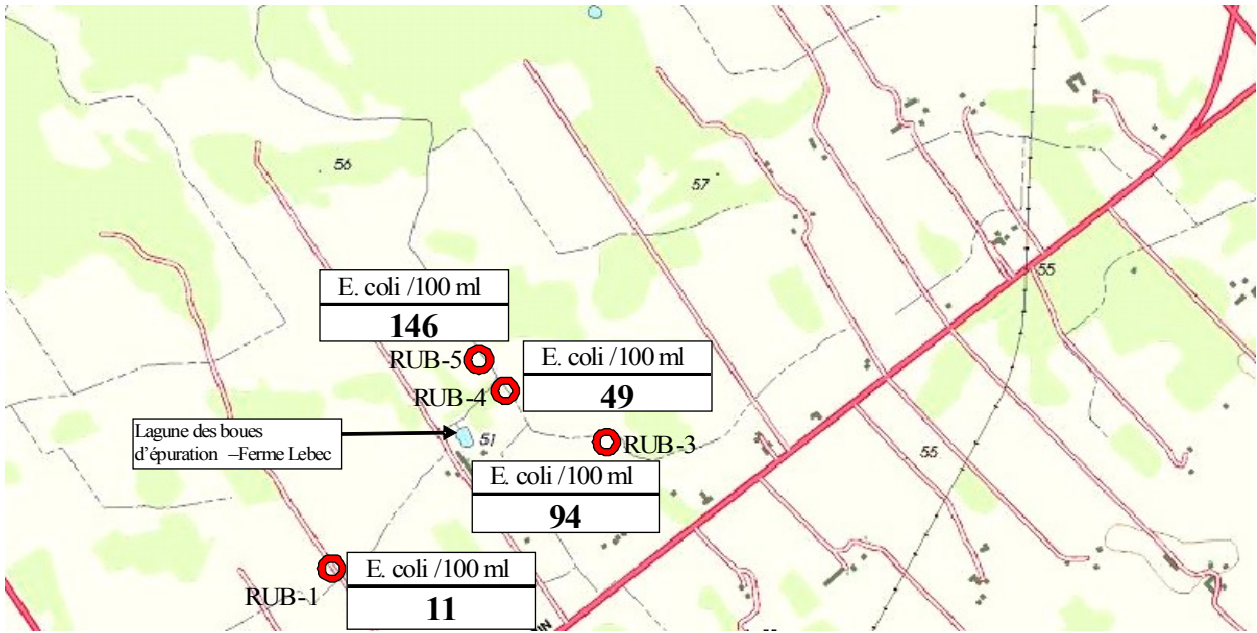 56
57
55
E. coli /100 ml
146
RUB-5
E. coli /100 ml
49
RUB-4
Lagune des boues
d'épuration –Ferme Lebec
51
RUB-3
55
E. coli /100 ml
94
E. coli /100 ml
11
RUB-1